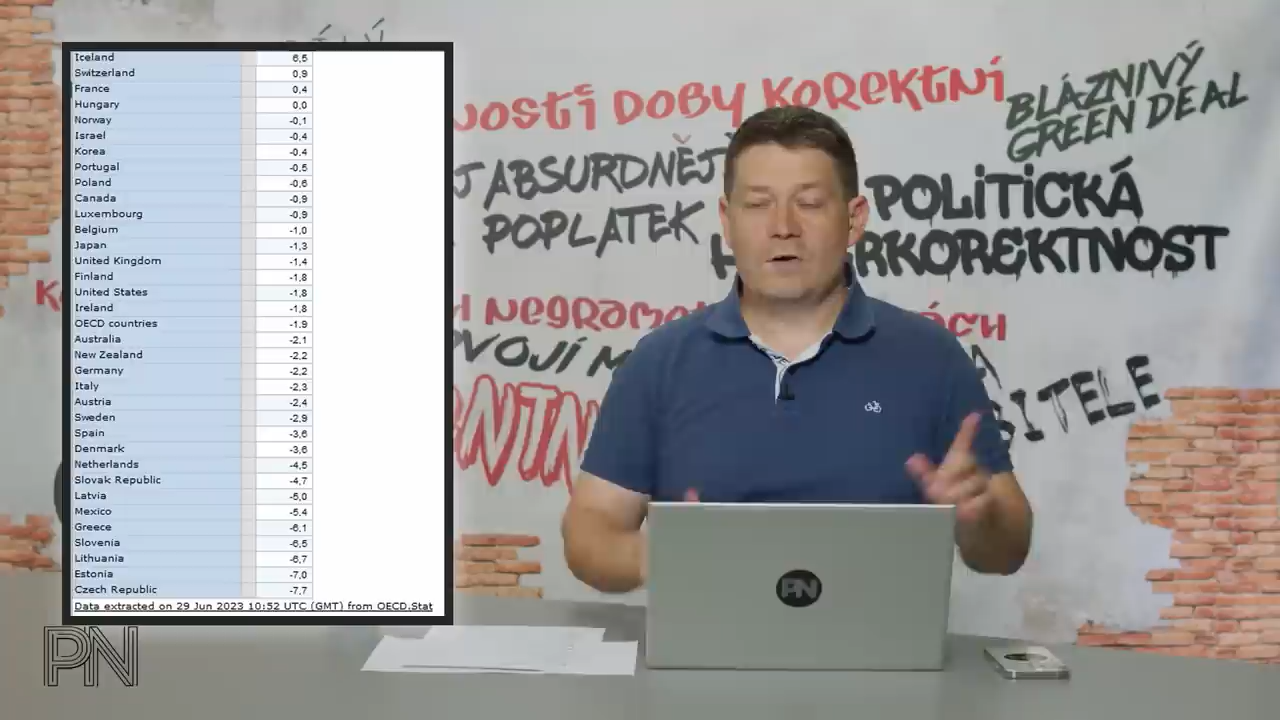 Iceland 6,5
Switzerland 0,9
France 0,4
Hungary 0,0
Norway -0,1
Israel -0,4
Korea -0,4
Portugal -0,5
Poland -0,6
Canada -0,9
Luxembourg -0,9
Belgium -1,0
Japan -1,3
United Kingdom -1,4
Finland -1,8
United States -1,8
Ireland -1,8
OECD countries -1,9
Australia -2,1
New Zealand -2,2
Germany -2,2
Italy -2,3
Austria -2,4
Sweden -2,9
Spain -3,6
Denmark -3,6
Netherlands -4,5
Slovak Republic -4,7
Latvia -5,0
Mexico -5,4
Greece -6,1
Slovenia -6,5
Lithuania -6,7
Estonia -7,0
Czech Republic -7,7
Data extracted on 29 Jun 2023 10:52 UTC (GMT) from OECD.Stat
DOBY KOREKTNÍ
BLÁZNIVÝ
GREEN DEAL
POPLATEK
POLITICKÁ
PN
PN